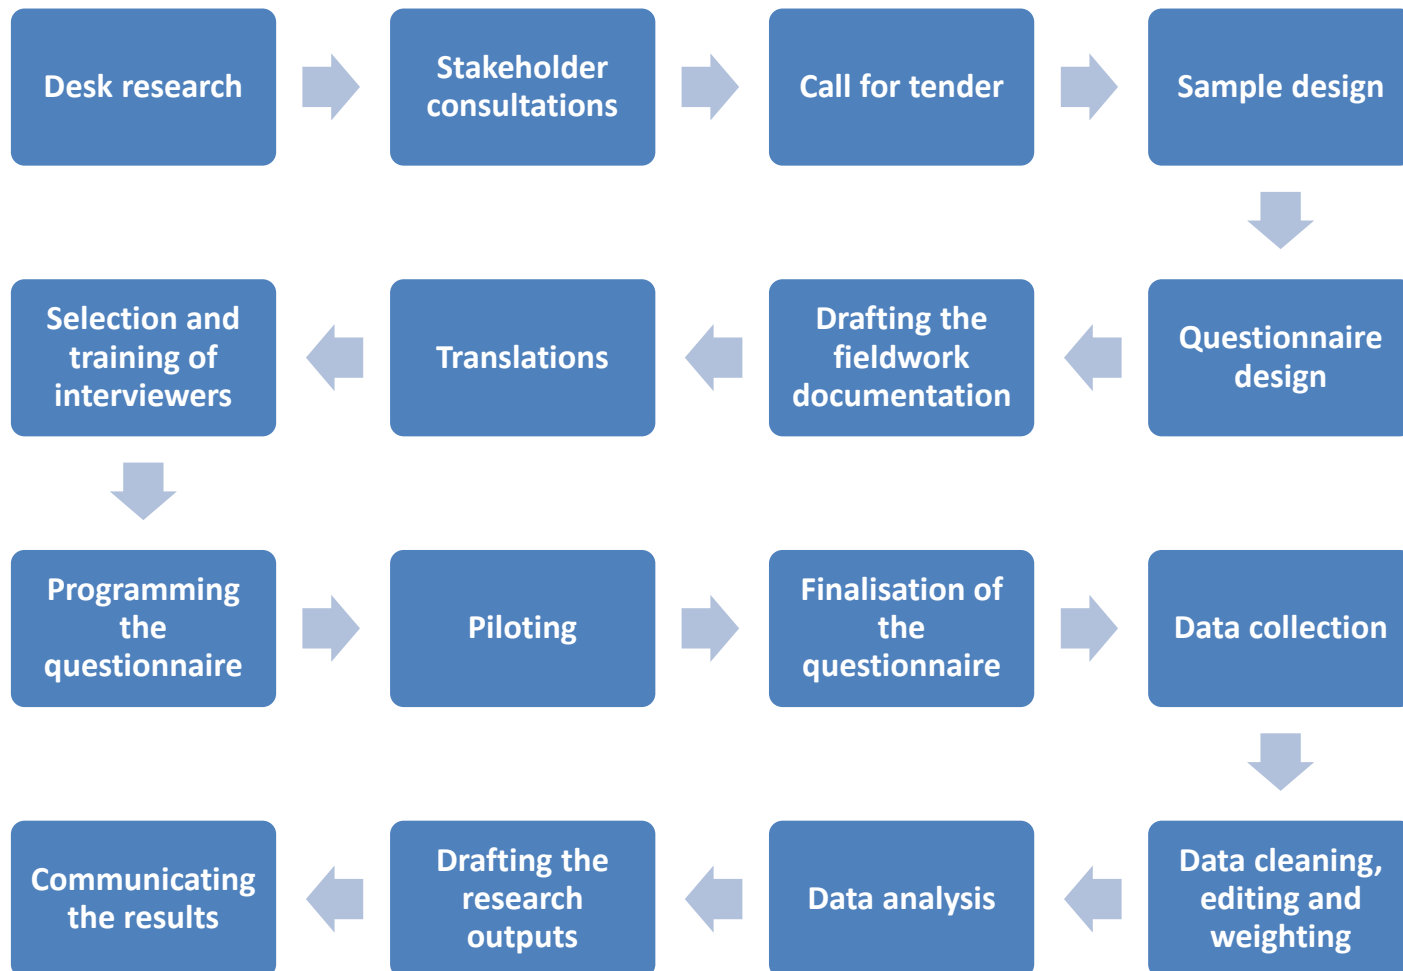 Desk research
Stakeholder
consultations
Call for tender
Sample design
Questionnaire
design
Drafting the
fieldwork
documentation
Translations
Selection and
training of
interviewers
Programming
the
questionnaire
Piloting
Finalisation of
the
questionnaire
Data collection
Data cleaning,
editing and
weighting
Data analysis
Drafting the
research
outputs
Communicating
the results